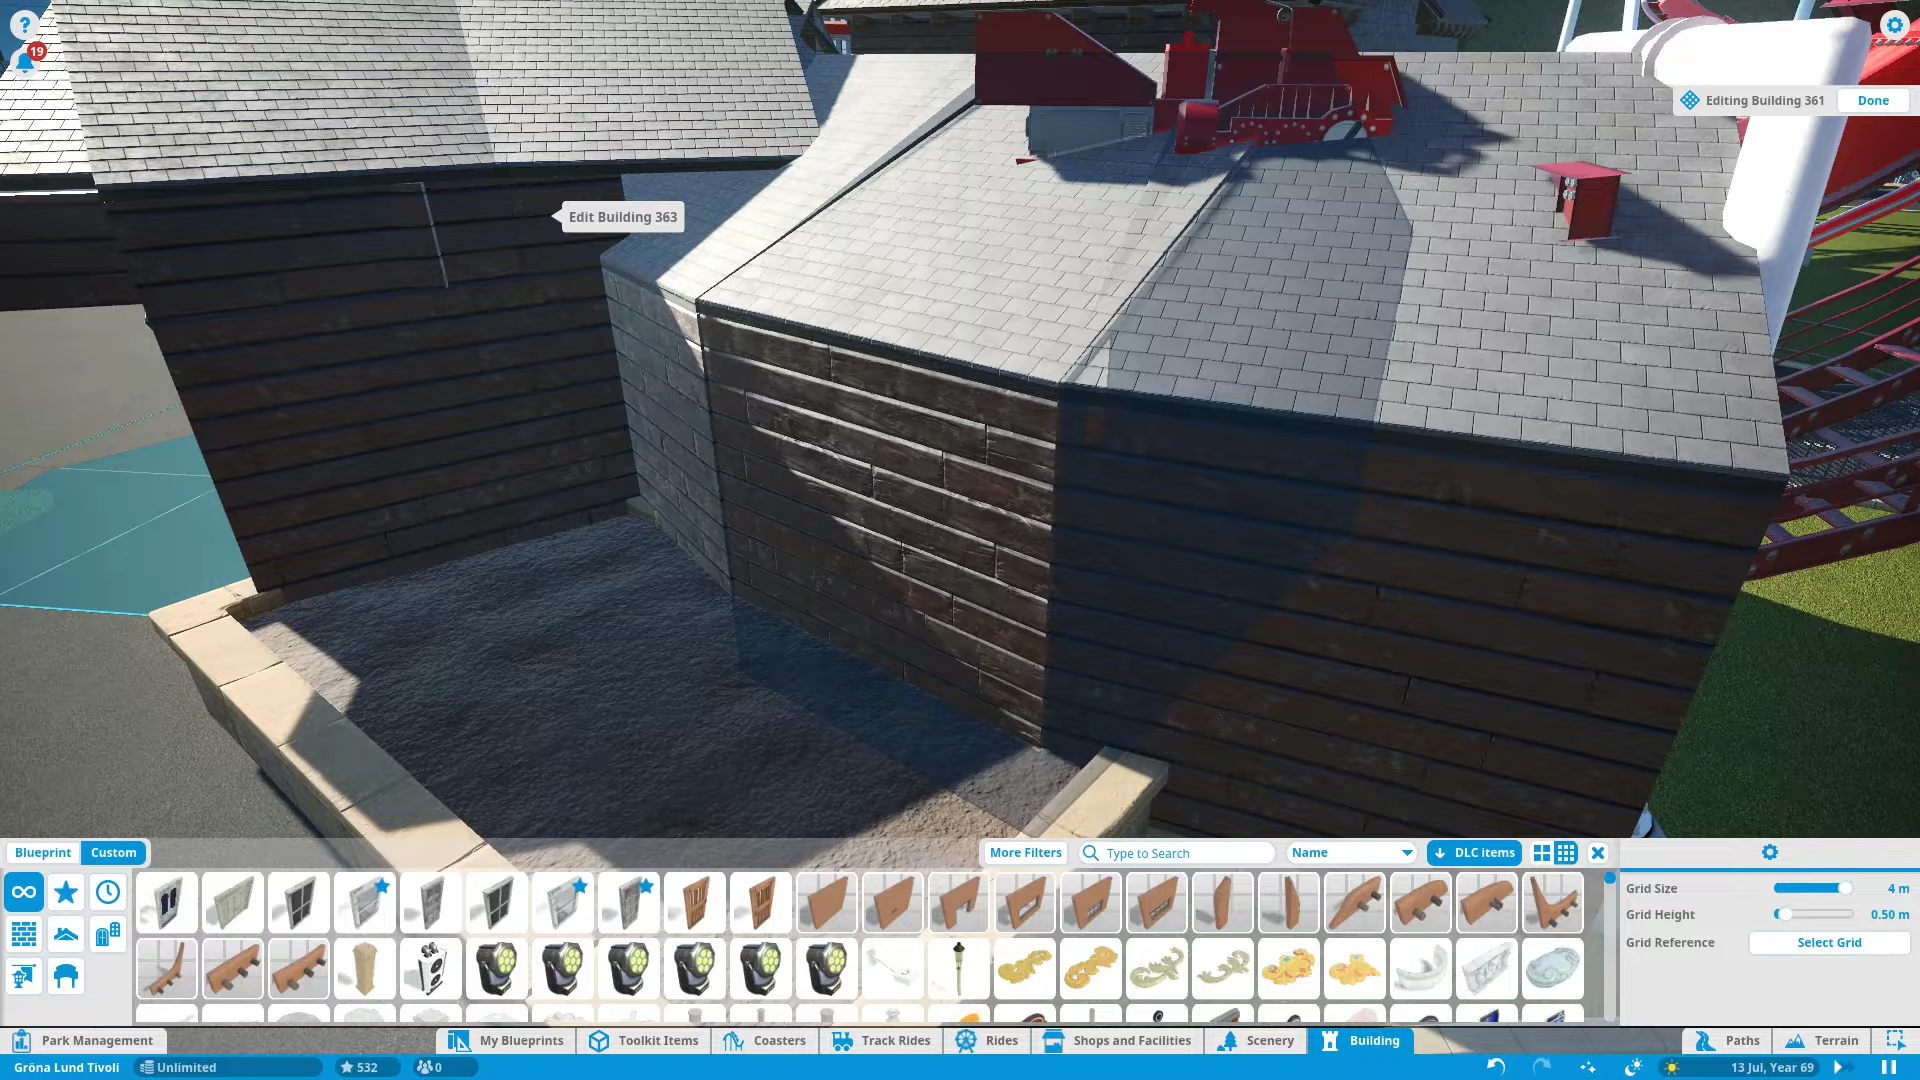 ?
19
Editing Building 361
Done
Edit Building 363
Blueprint
Custom
More Filters
Type to Search
Name
DLC items
Grid Size
4 m
Grid Height
0.50 m
Grid Reference
Select Grid
Park Management
My Blueprints
Toolkit Items
Coasters
Track Rides
Rides
Shops and Facilities
Scenery
Building
Paths
Terrain
Gröna Lund Tivoli
Unlimited
532
0
13 Jul, Year 69